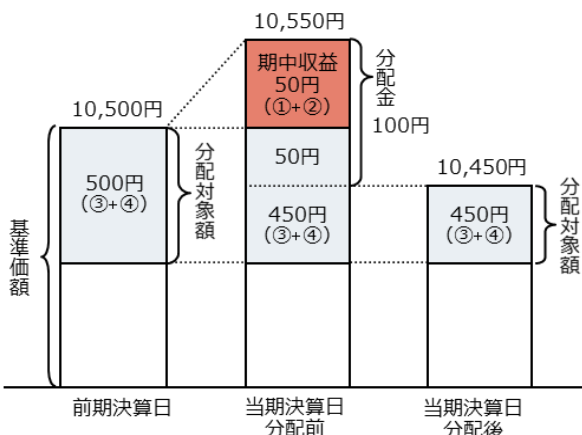 10,550円
期中収益
50円
(①+②)
分配金
100円
10,500円
500円
(③+④)
分配対象額
50円
450円
(③+④)
10,450円
450円
(③+④)
分配対象額
基準価額
前期決算日
当期決算日
分配前
当期決算日
分配後